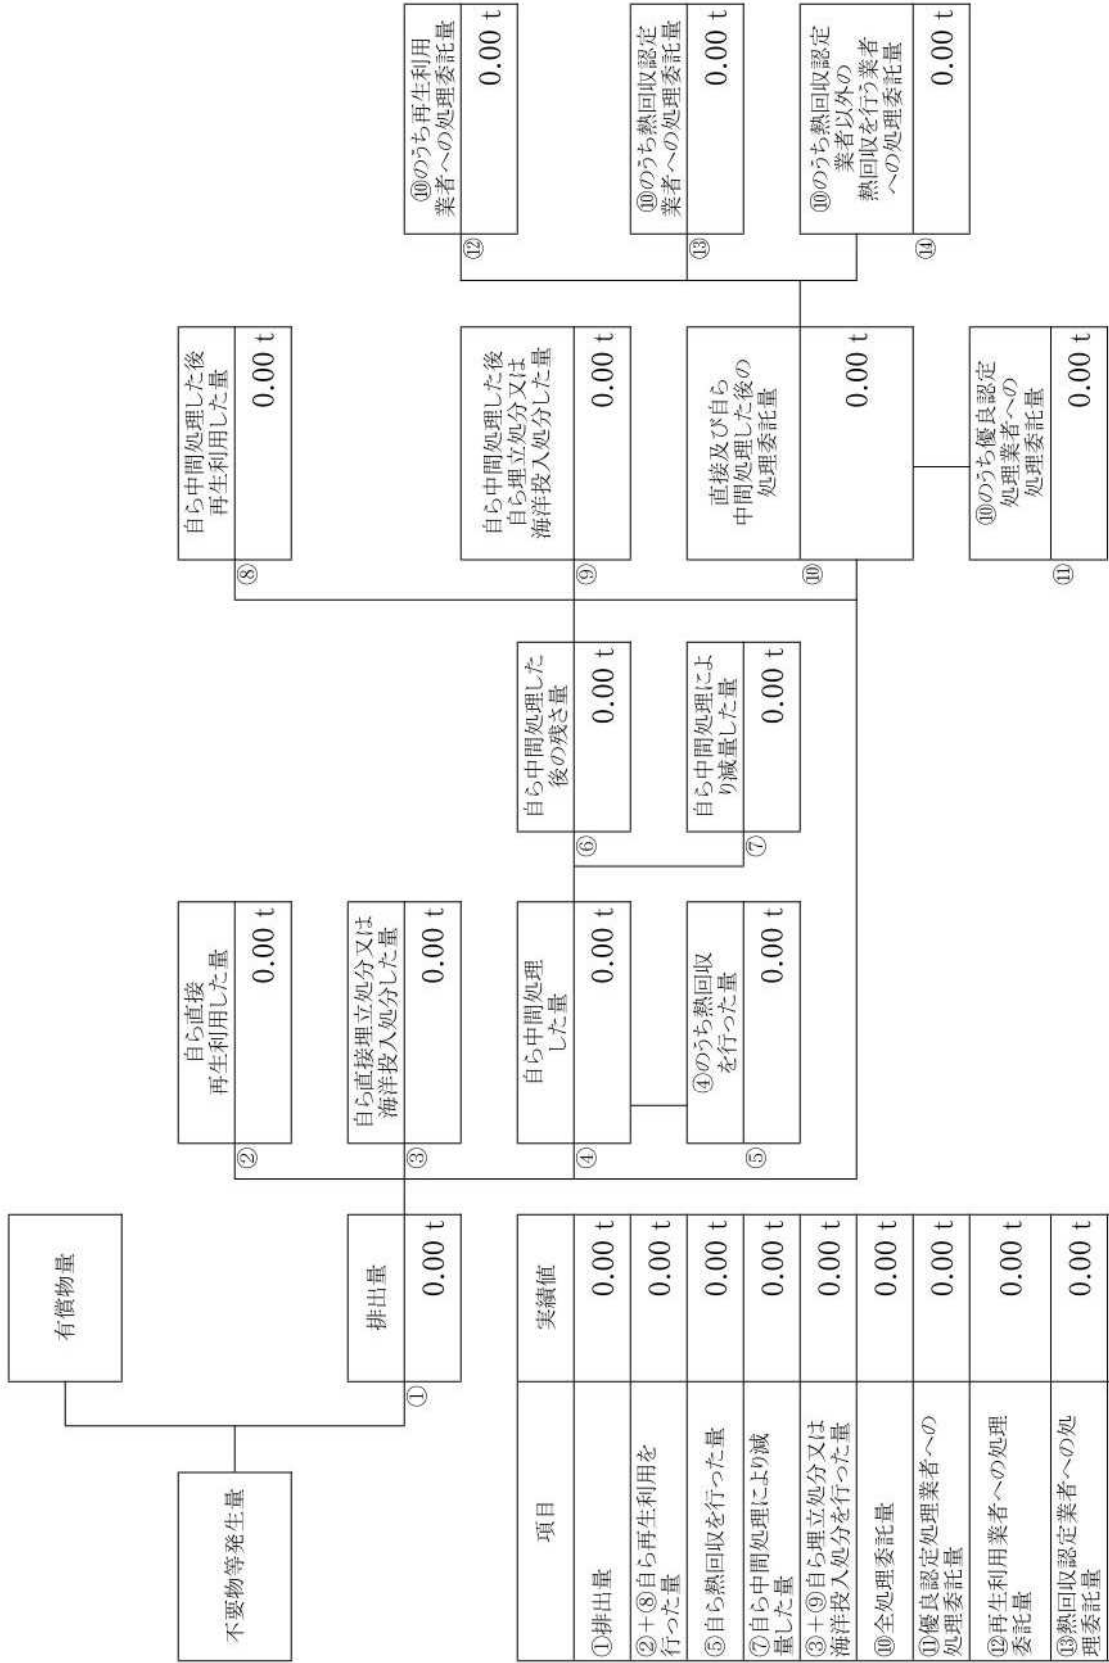 不要物等発生量
有償物量
①
排出量
0.00 t
②
自ら直接
再生利用した量
0.00 t
③
自ら直接埋立処分又は
海洋投入処分した量
0.00 t
④
自ら中間処理
した量
0.00 t
⑤
④のうち熱回収
を行った量
0.00 t
⑥
自ら中間処理した
後の残さ量
0.00 t
⑦
自ら中間処理によ
り減量した量
0.00 t
⑧
自ら中間処理した後
再生利用した量
0.00 t
⑨
自ら中間処理した後
自ら埋立処分又は
海洋投入処分した量
0.00 t
⑩
直接及び自ら
中間処理した後の
処理委託量
0.00 t
⑪
⑩のうち優良認定
処理業者への
処理委託量
0.00 t
⑫
⑩のうち再生利用
業者への処理委託量
0.00 t
⑬
⑩のうち熱回収認定
業者への処理委託量
0.00 t
⑭
⑩のうち熱回収認定
業者以外の
熱回収を行う業者
への処理委託量
0.00 t
項目
実績値
①排出量
0.00 t
②+⑧自ら再生利用を
行った量
0.00 t
⑤自ら熱回収を行った量
0.00 t
⑦自ら中間処理により減
量した量
0.00 t
③+⑨自ら埋立処分又は
海洋投入処分を行った量
0.00 t
⑩全処理委託量
0.00 t
⑪優良認定処理業者への
処理委託量
0.00 t
⑫再生利用業者への処理
委託量
0.00 t
⑬熱回収認定業者への処
理委託量
0.00 t